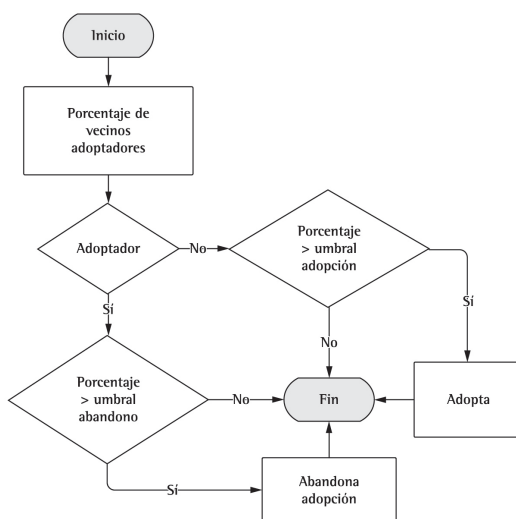 Inicio
Porcentaje de
vecinos
adoptadores
Adoptador
No
Porcentaje
> umbral
adopción
Sí
Sí
No
Porcentaje
> umbral
abandono
No
Fin
Adopta
Sí
Abandona
adopción